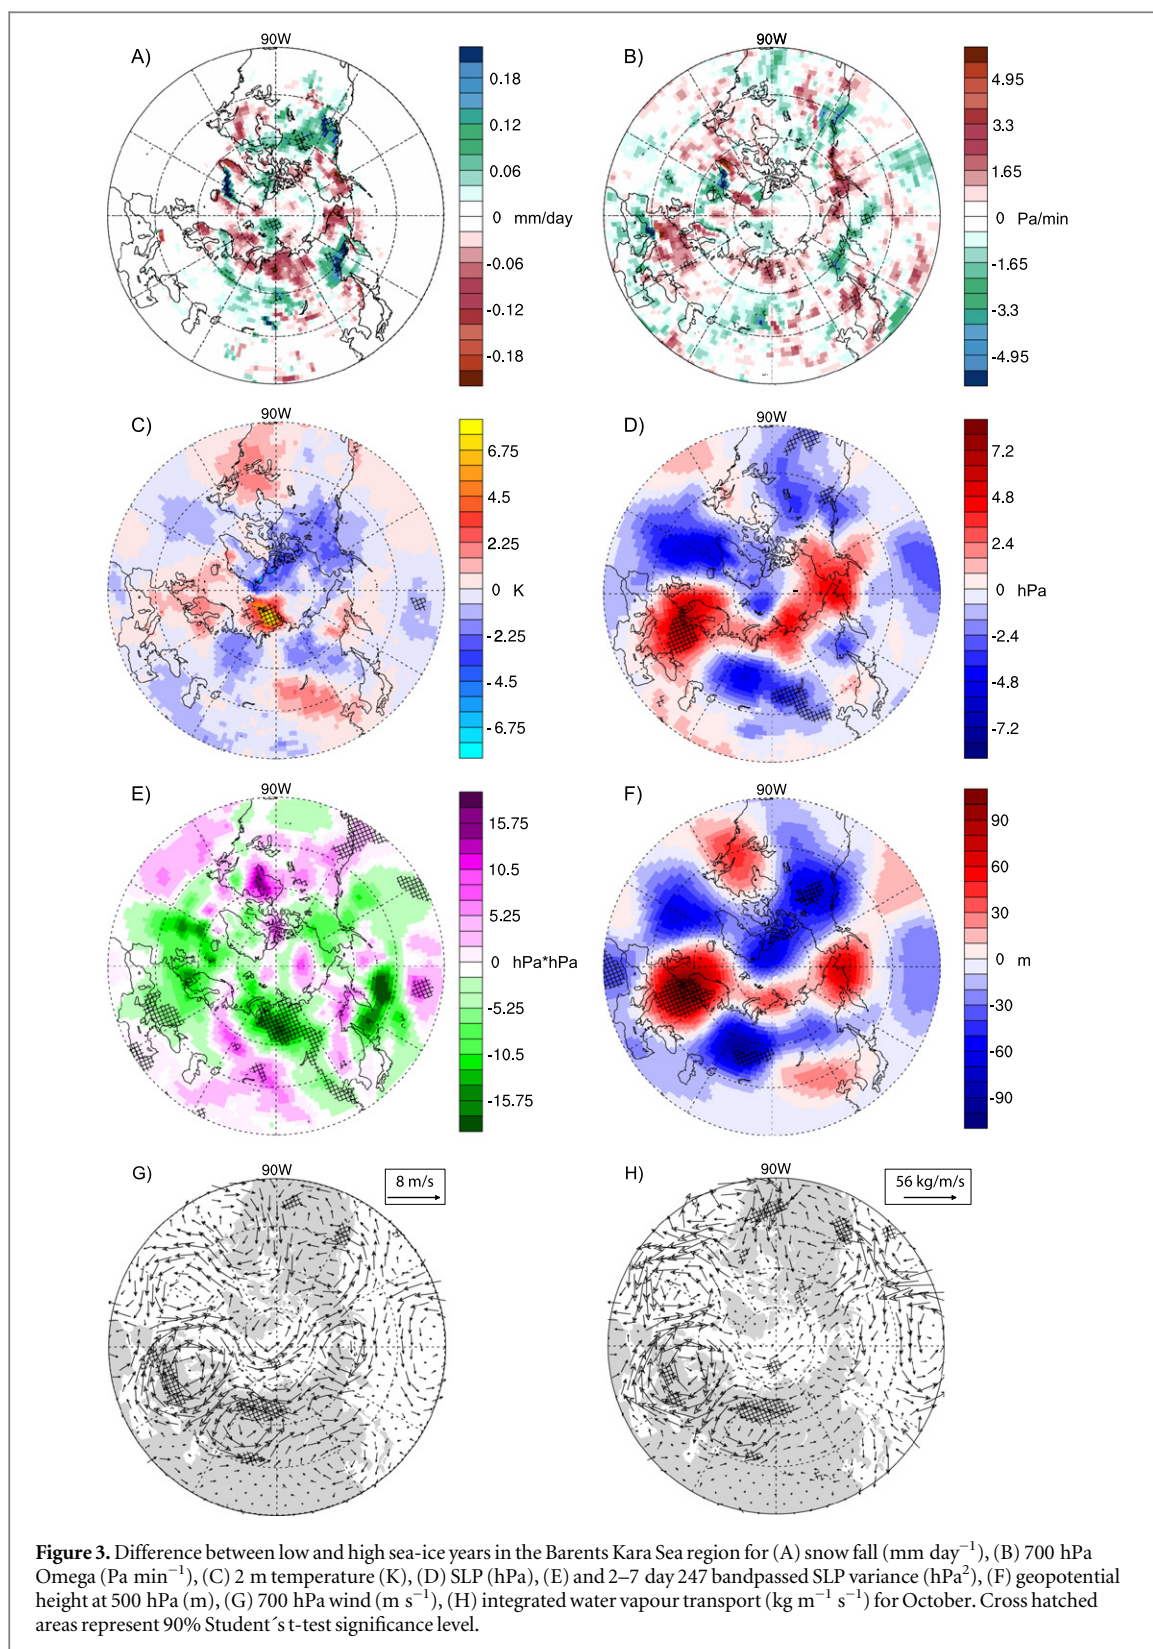 A)
90W
0.18
0.12
0.06
0 mm/day
-0.06
-0.12
-0.18
B)
90W
4.95
3.3
1.65
0 Pa/min
-1.65
-3.3
-4.95
C)
90W
6.75
4.5
2.25
0 K
-2.25
-4.5
-6.75
D)
90W
7.2
4.8
2.4
0 hPa
-2.4
-4.8
-7.2
E)
90W
15.75
10.5
5.25
0 hPa*hPa
-5.25
-10.5
-15.75
F)
90W
90
60
30
0 m
-30
-60
-90
G)
90W
8 m/s
H)
90W
56 kg/m/s
Figure 3. Difference between low and high sea-ice years in the Barents Kara Sea region for (A) snow fall (mm day⁻¹), (B) 700 hPa
Omega (Pa min⁻¹), (C) 2 m temperature (K), (D) SLP (hPa), (E) and 2–7 day 247 bandpassed SLP variance (hPa²), (F) geopotential
height at 500 hPa (m), (G) 700 hPa wind (m s⁻¹), (H) integrated water vapour transport (kg m⁻¹ s⁻¹) for October. Cross hatched
areas represent 90% Student´s t-test significance level.